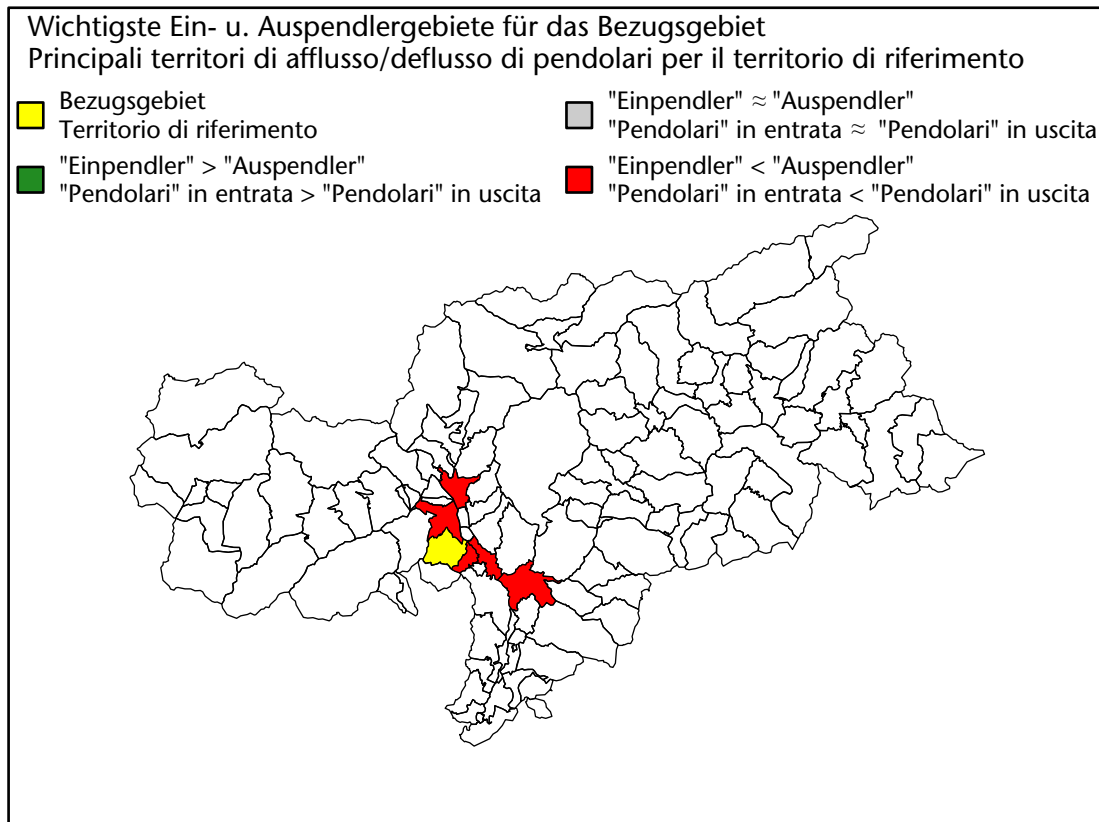 Wichtigste Ein- u. Auspendlergebiete für das Bezugsgebiet
Principali territori di afflusso/deflusso di pendolari per il territorio di riferimento
Bezugsgebiet
Territorio di riferimento
"Einpendler" > "Auspendler"
"Pendolari" in entrata > "Pendolari" in uscita
"Einpendler" ≈ "Auspendler"
"Pendolari" in entrata ≈ "Pendolari" in uscita
"Einpendler" < "Auspendler"
"Pendolari" in entrata < "Pendolari" in uscita